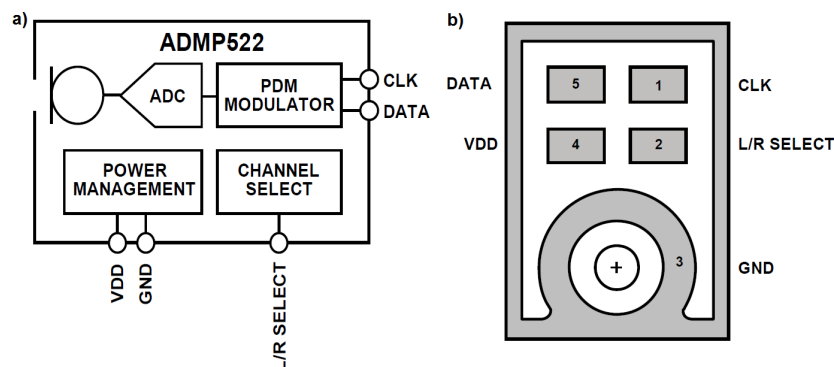 a)
ADMP522
ADC
PDM
MODULATOR
CLK
DATA
POWER
MANAGEMENT
CHANNEL
SELECT
VDD
GND
L/R SELECT
b)
DATA
5
1
CLK
VDD
4
2
L/R SELECT
3
GND